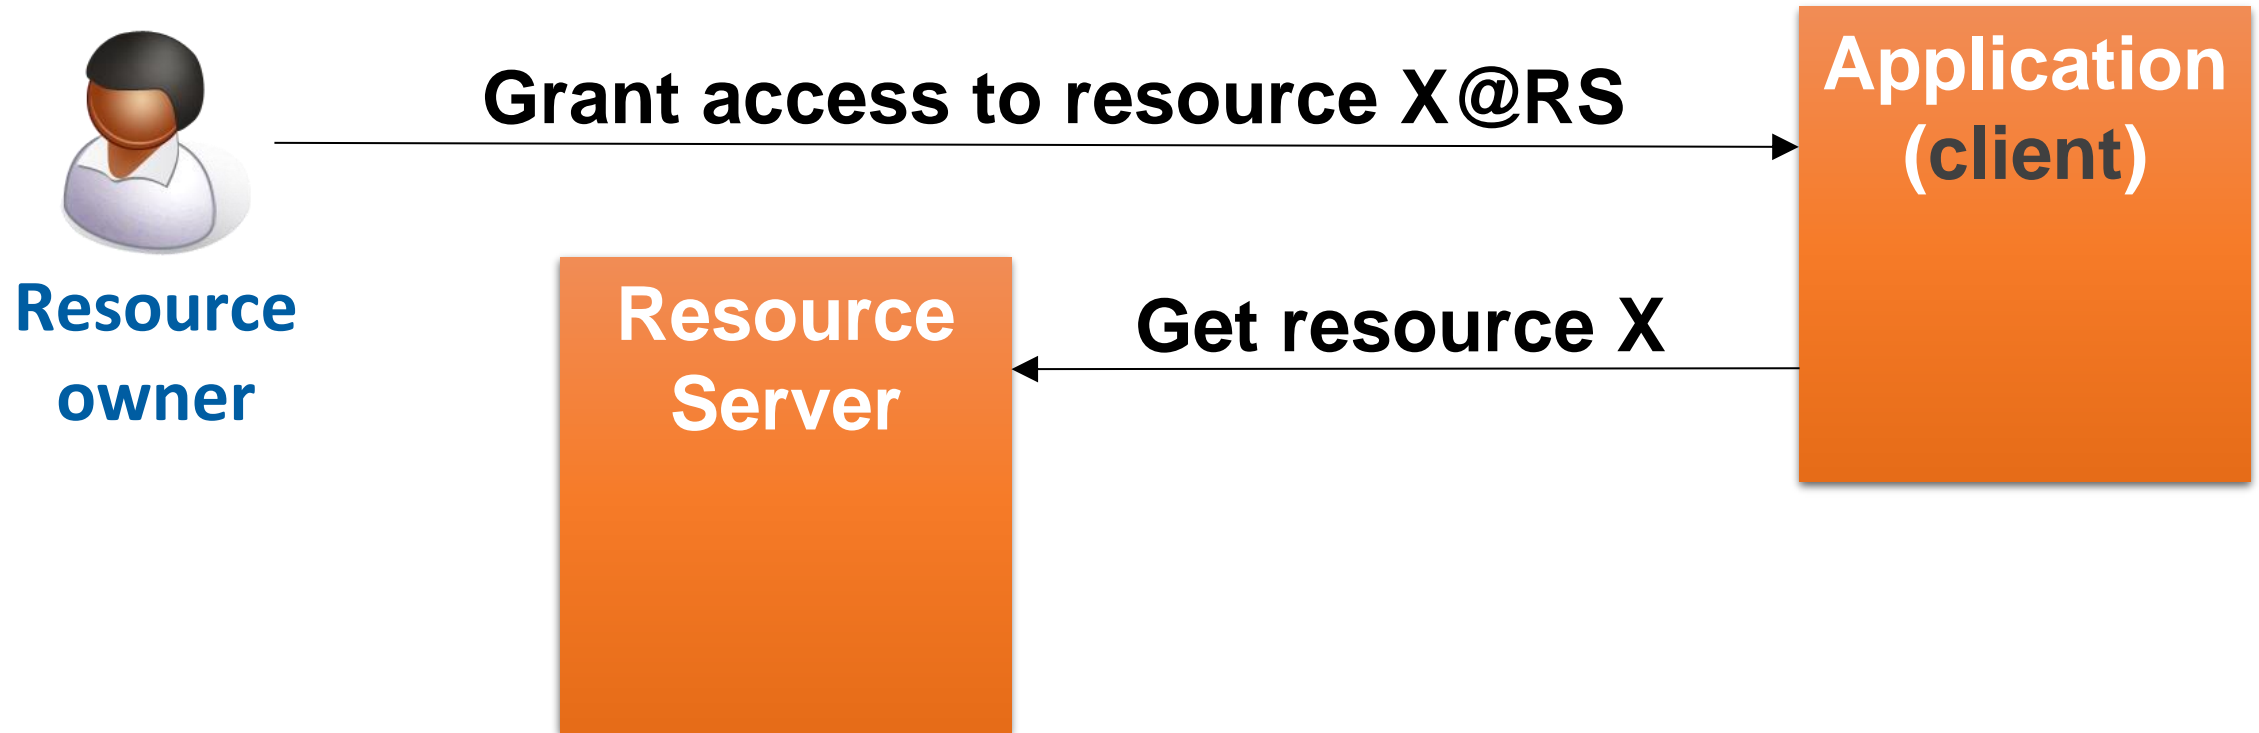 Grant access to resource X@RS
Application
(client)
Resource
owner
Resource
Server
Get resource X